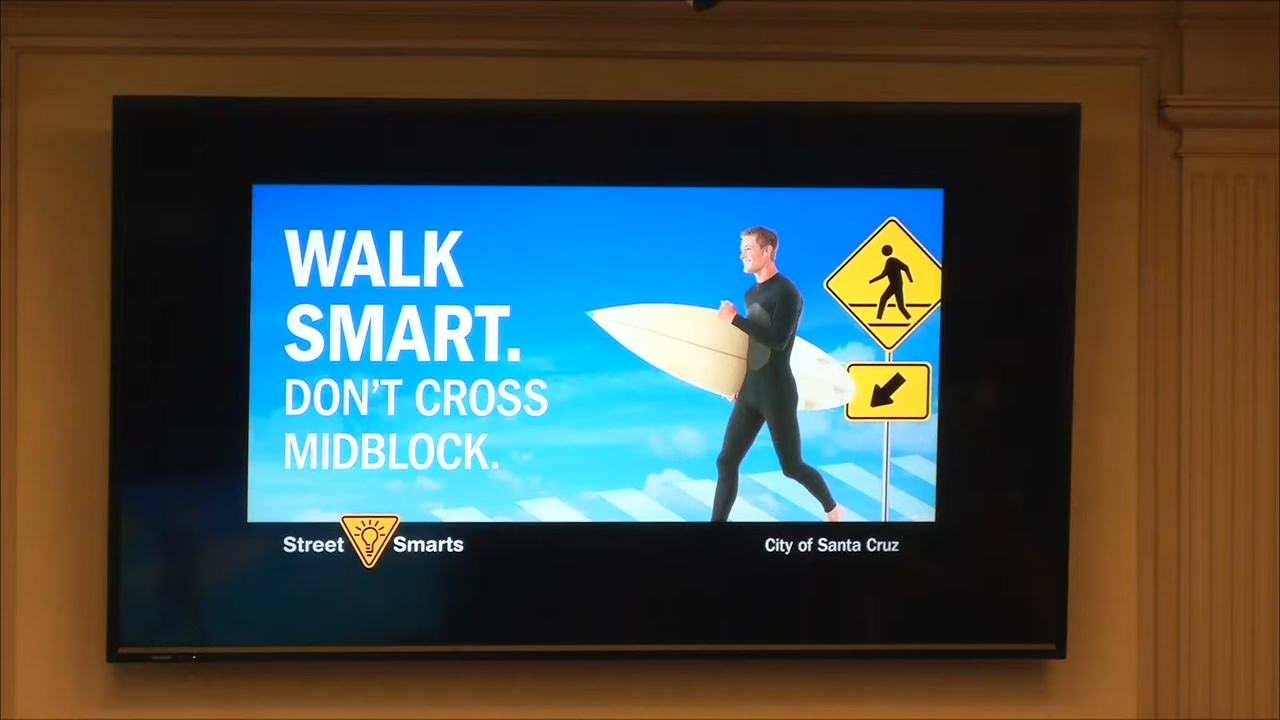 WALK
SMART.
DON'T CROSS
MIDBLOCK.
Street Smarts
City of Santa Cruz